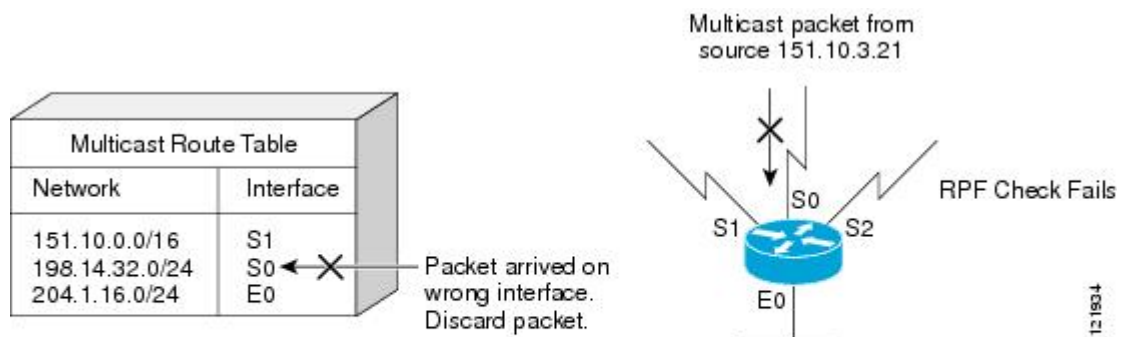 Multicast packet from
source 151.10.3.21
Multicast Route Table
Network Interface
151.10.0.0/16 S1
198.14.32.0/24 S0
204.1.16.0/24 E0
Packet arrived on
wrong interface.
Discard packet.
S0
S1
S2
E0
RPF Check Fails
121934